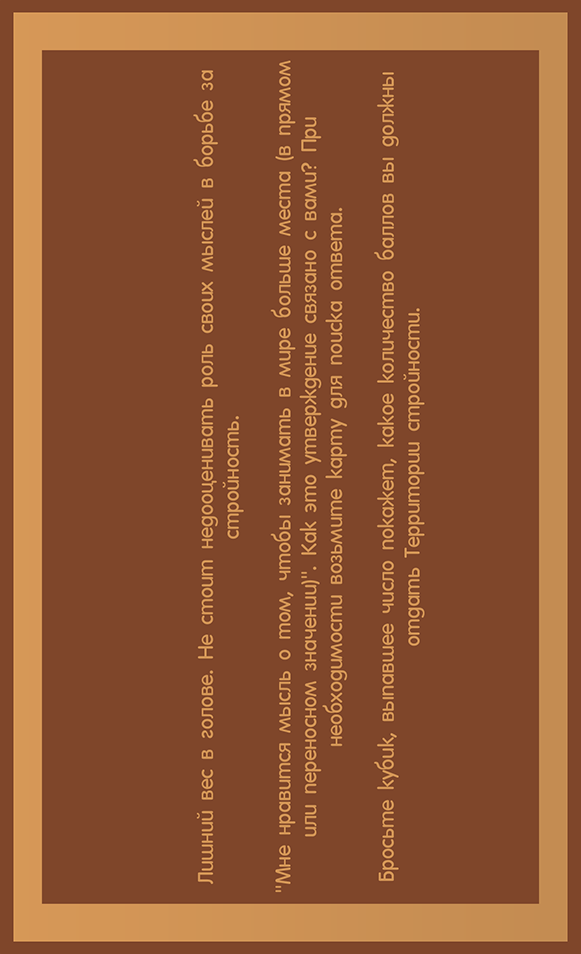 Лишний вес в голове. Не стоит недооценивать роль своих мыслей в борьбе за
стройность.
"Мне нравится мысль о том, чтобы занимать в мире больше места (в прямом
или переносном значении)". Как это утверждение связано с вами? При
необходимости возьмите карту для поиска ответа.
Бросьте кубик, выпавшее число покажет, какое количество баллов вы должны
отдать Территории стройности.